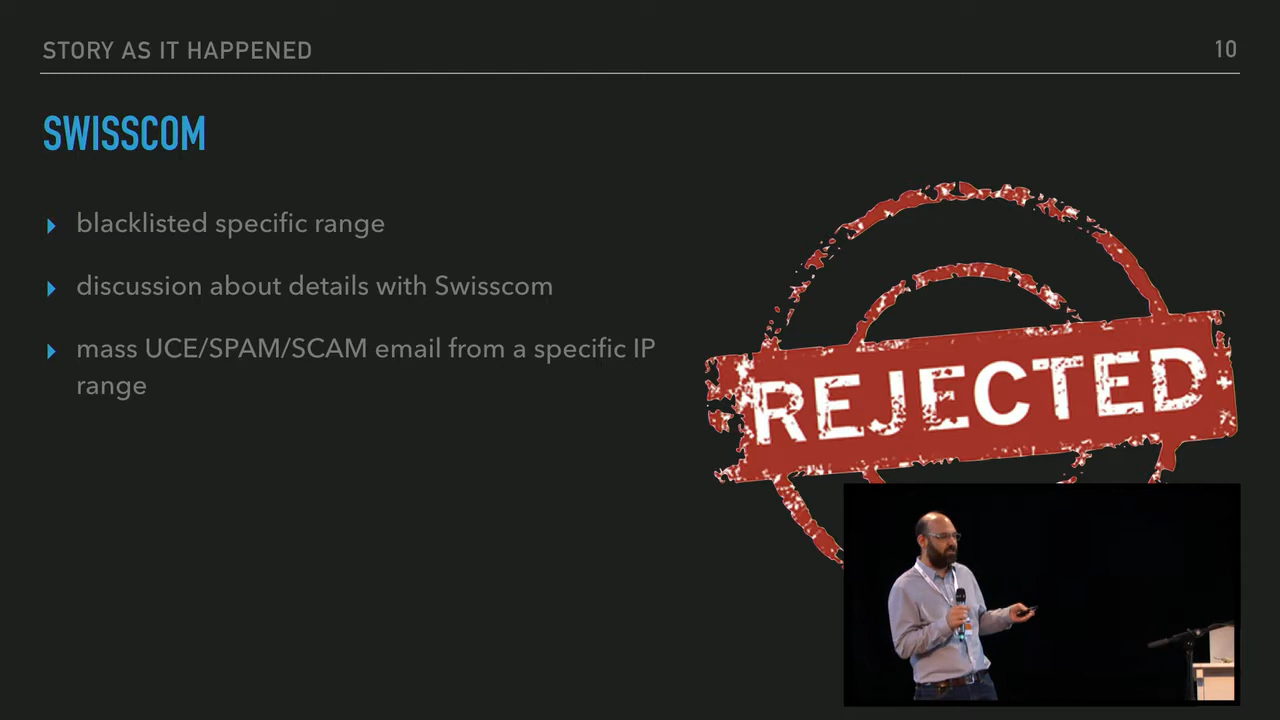 STORY AS IT HAPPENED
10
SWISSCOM
blacklisted specific range
discussion about details with Swisscom
mass UCE/SPAM/SCAM email from a specific IP
range
REJECTED